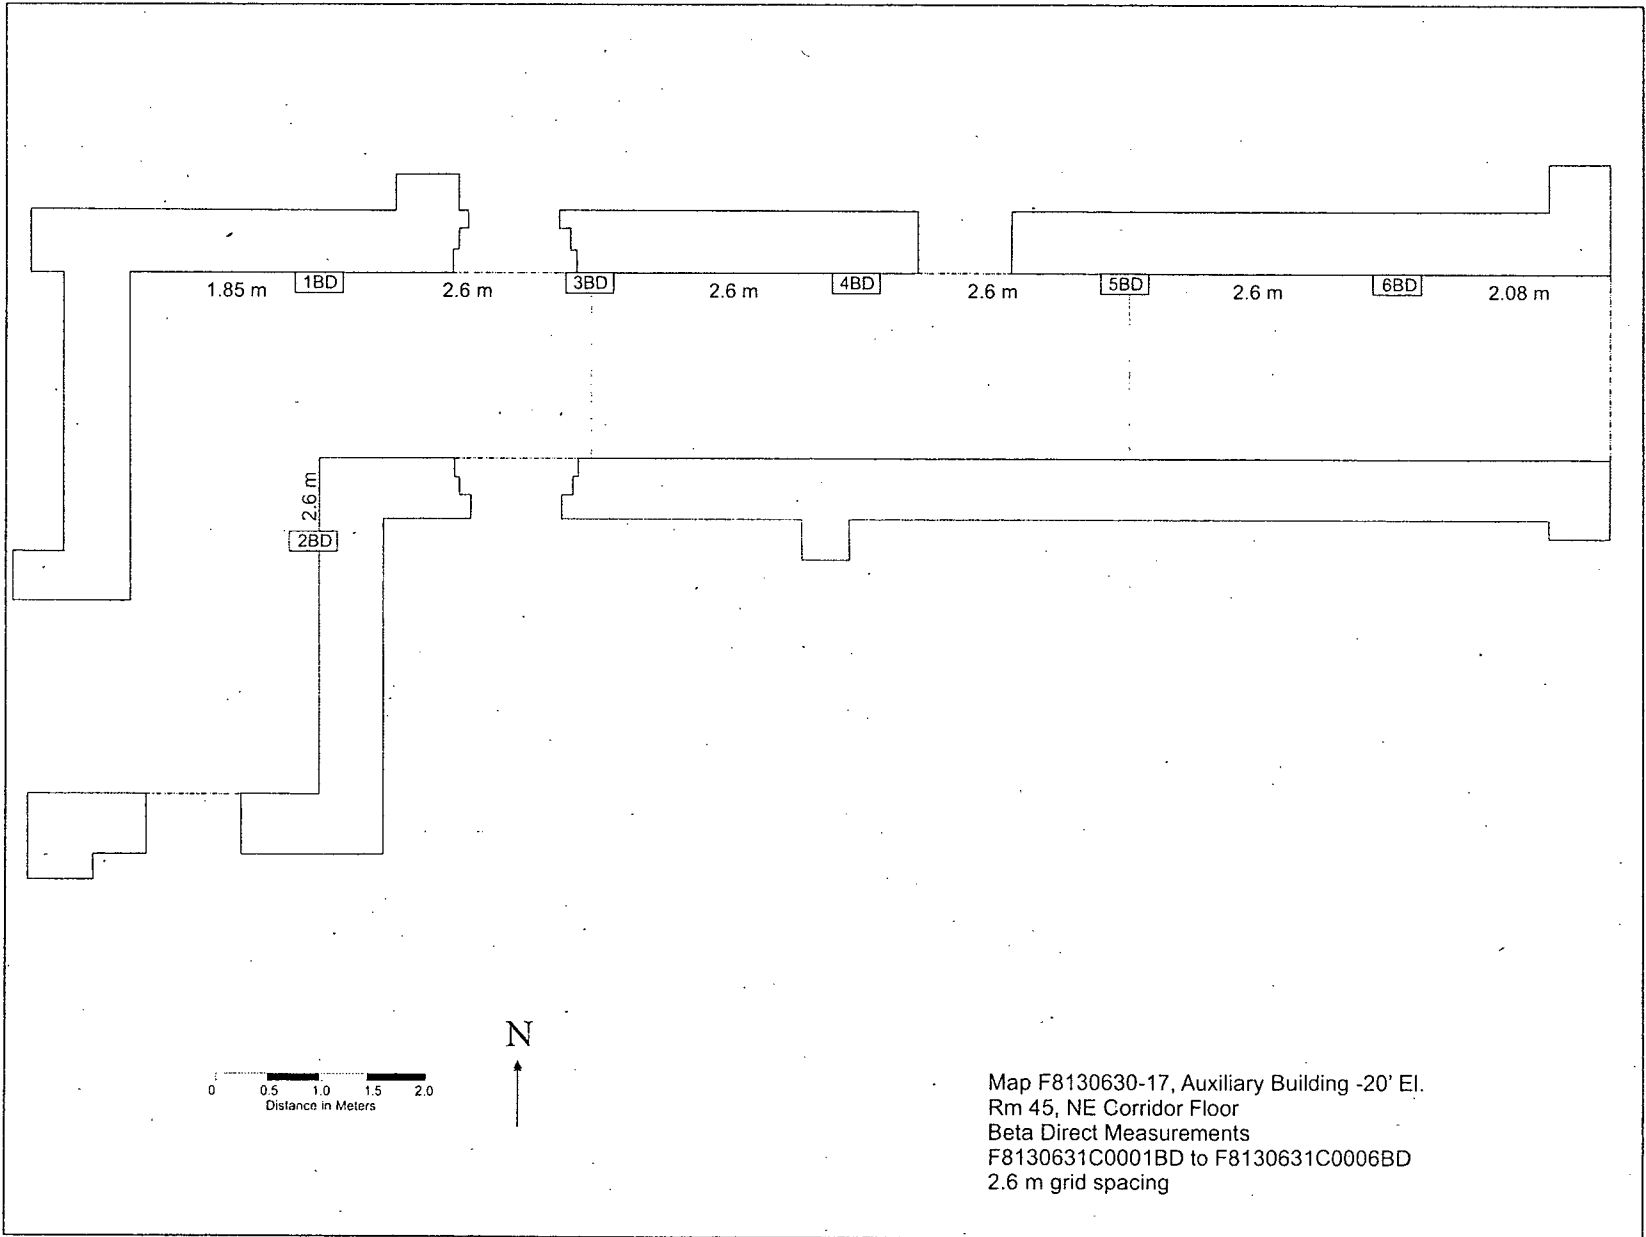 1.85 m 1BD 2.6 m 3BD 2.6 m 4BD 2.6 m 5BD 2.6 m 6BD 2.08 m
2.6 m
2BD
N
0 0.5 1.0 1.5 2.0
Distance in Meters
Map F8130630-17, Auxiliary Building -20' El.
Rm 45, NE Corridor Floor
Beta Direct Measurements
F8130631C0001BD to F8130631C0006BD
2.6 m grid spacing